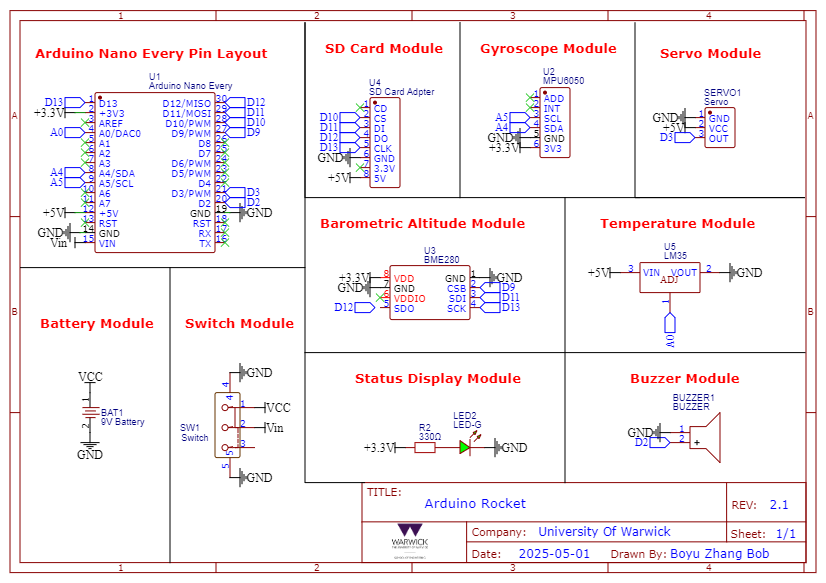 1 2 3 4
Arduino Nano Every Pin Layout
U1
Arduino Nano Every
D13 1 D13
+3.3V 2 +3V3
3 AREF
A0 4 A0/DAC0
5 A1
6 A2
7 A3
A4 8 A4/SDA
A5 9 A5/SCL
10 A6
11 A7
+5V 12 +5V
13 RST
GND 14 GND
Vin 15 VIN
D12/MISO 30 D12
D11/MOSI 29 D11
D10/PWM 28 D10
D9/PWM 27 D9
D8 26
D7 25
D6/PWM 24
D5/PWM 23
D4 22
D3/PWM 21 D3
D2 20 D2
GND 19 GND
RST 18
RX 17
TX 16
SD Card Module
U4
SD Card Adpter
1 CD
D10 2 CS
D11 3 DI
D12 4 DO
D13 5 CLK
GND 6 GND
7 3.3V
+5V 8 5V
Gyroscope Module
U2
MPU6050
1 ADD
2 INT
A5 3 SCL
A4 4 SDA
GND 5 GND
+3.3V 6 3V3
Servo Module
SERVO1
Servo
GND 1 GND
+5V 2 VCC
D3 3 OUT
A A
Barometric Altitude Module
U3
BME280
+3.3V 8 VDD
GND 7 GND
6 VDDIO
D12 5 SDO
GND 1 GND
CSB 2 D9
SDI 3 D11
SCK 4 D13
Temperature Module
U5
LM35
+5V 3 VIN VOUT 2 GND
ADJ
1
A0
B B
Battery Module
VCC
1
BAT1
9V Battery
2
GND
Switch Module
GND
4
4
1 VCC
2 Vin
3
SW1
Switch
5
5
GND
Status Display Module
+3.3V
R2
330Ω
LED2
LED-G
GND
Buzzer Module
BUZZER1
BUZZER
GND 1
D2 2 +
TITLE:
Arduino Rocket
REV: 2.1
WARWICK
Company: University Of Warwick
Sheet: 1/1
Date: 2025-05-01
Drawn By: Boyu Zhang Bob
1 2 3 4